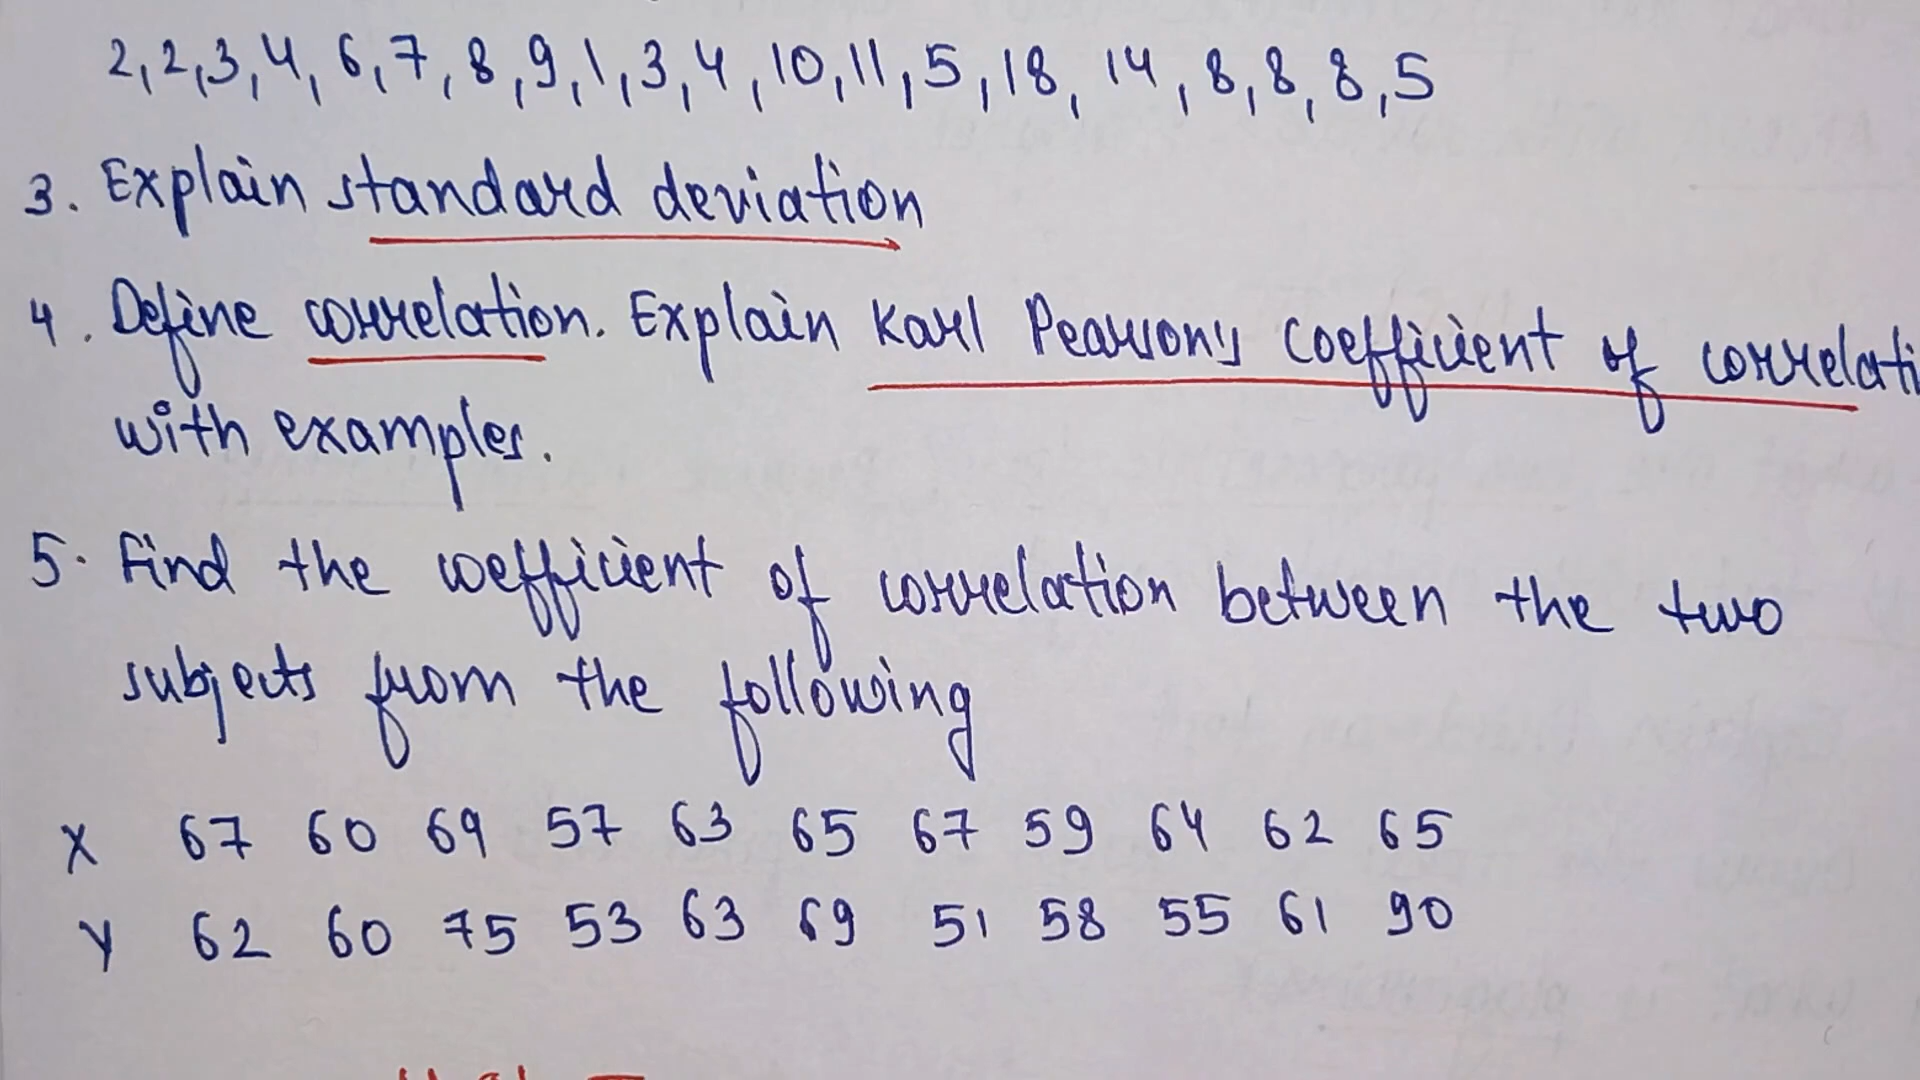 2,2,3,4,6,7,8,9,1,3,4,10,11,5,18,14,8,8,8,5
3. Explain standard deviation
4. Define correlation. Explain Karl Pearson's Coefficient of correlati
with examples.
5. Find the coefficient of correlation between the two
subjects from the following
X 67 60 69 57 63 65 67 59 64 62 65
Y 62 60 75 53 63 69 51 58 55 61 90